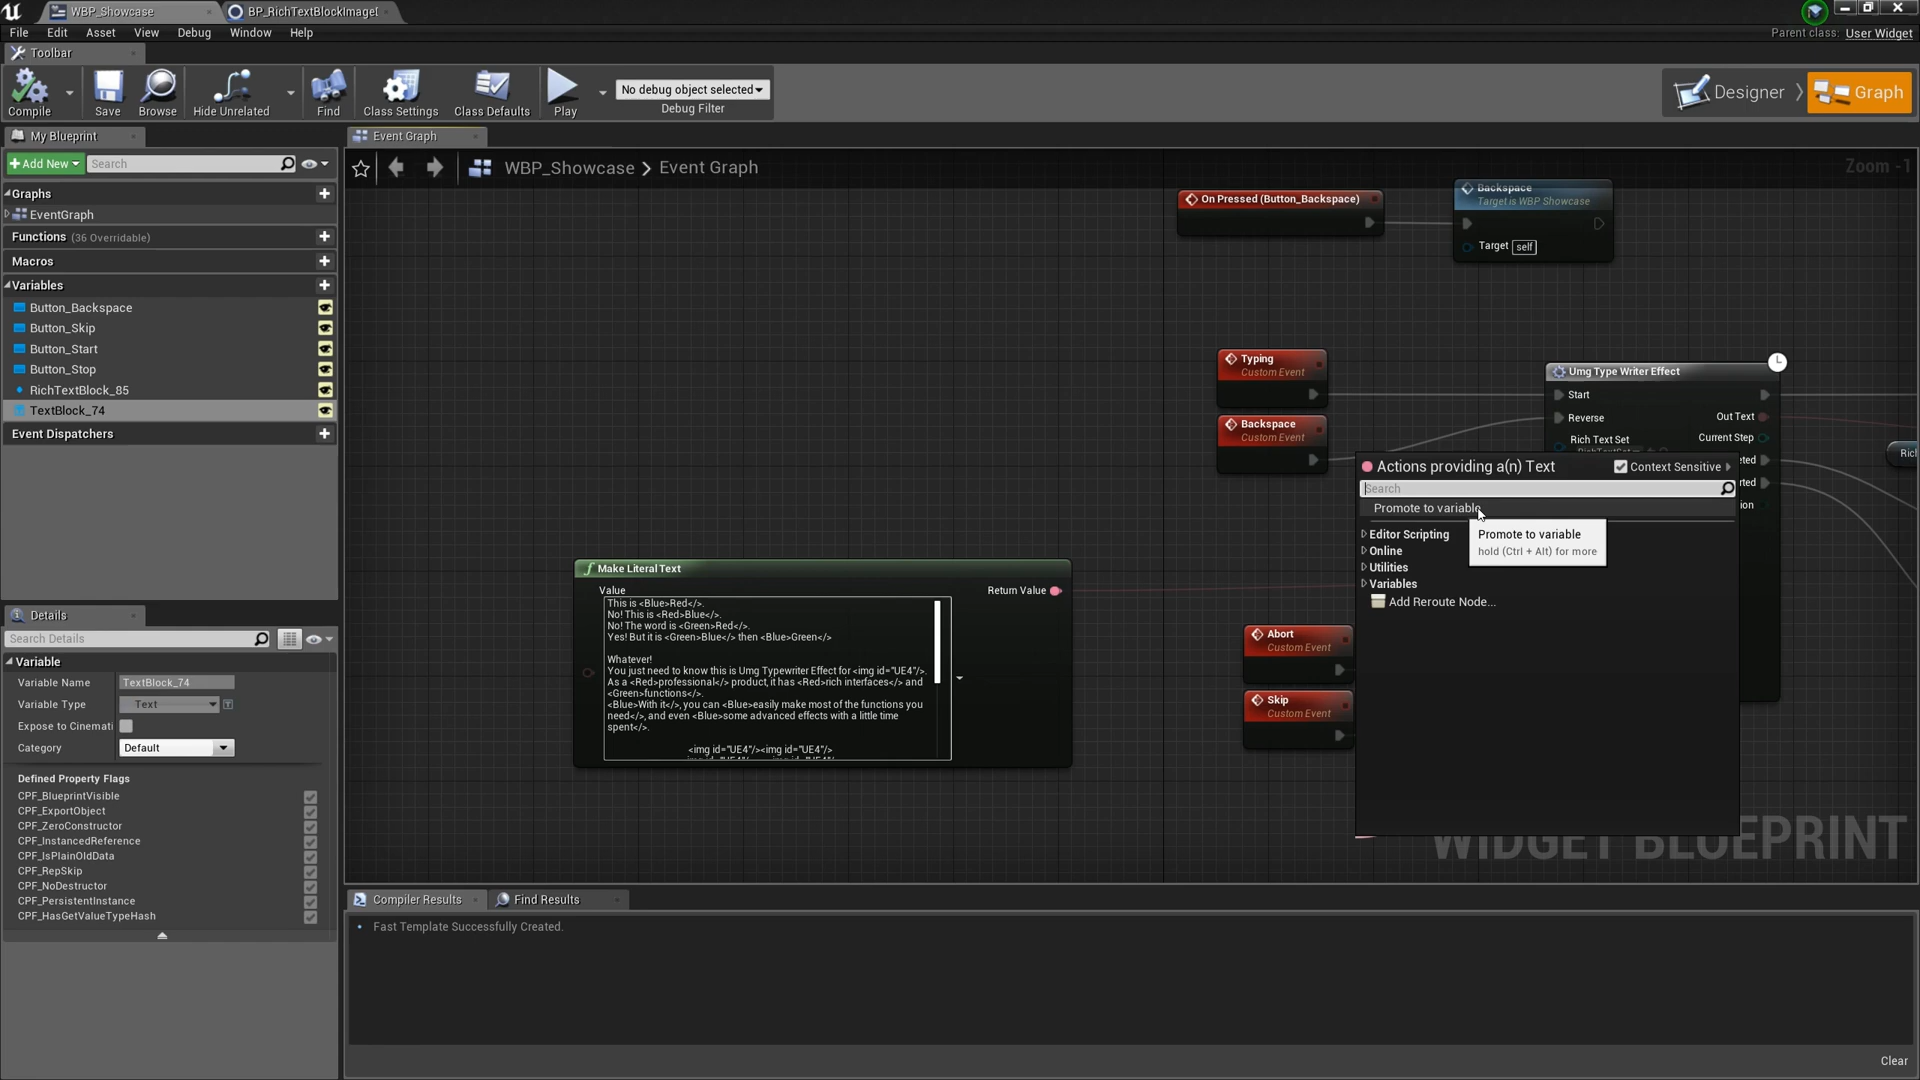 WBP_Showcase
BP_RichTextBlockImageD
File
Edit
Asset
View
Debug
Window
Help
Parent class: User Widget
Toolbar
Compile
Save
Browse
Hide Unrelated
Find
Class Settings
Class Defaults
Play
No debug object selected
Debug Filter
Designer
Graph
My Blueprint
+Add New
Search
Graphs
EventGraph
Functions (36 Overridable)
Macros
Variables
Button_Backspace
Button_Skip
Button_Start
Button_Stop
RichTextBlock_85
TextBlock_74
Event Dispatchers
Details
Search Details
Variable
Variable Name TextBlock_74
Variable Type Text
Expose to Cinemati
Category Default
Defined Property Flags
CPF_BlueprintVisible
CPF_ExportObject
CPF_ZeroConstructor
CPF_InstancedReference
CPF_IsPlainOldData
CPF_RepSkip
CPF_NoDestructor
CPF_PersistentInstance
CPF_HasGetValueTypeHash
Event Graph
WBP_Showcase > Event Graph
Zoom -1
On Pressed (Button_Backspace)
Backspace
Target is WBP Showcase
Target self
Typing
Custom Event
Backspace
Custom Event
Umg Type Writer Effect
Start
Reverse
Out Text
Rich Text Set
Current Step
eted
rted
ion
Rich
Make Literal Text
Value
Return Value
This is <Blue>Red</>.
No! This is <Red>Blue</>.
No! The word is <Green>Red</>.
Yes! But it is <Green>Blue</> then <Blue>Green</>
Whatever!
You just need to know this is Umg Typewriter Effect for <img id="UE4"/>.
As a <Red>professional</> product, it has <Red>rich interfaces</> and
<Green>functions</>.
<Blue>With it</>, you can <Blue>easily make most of the functions you
need</>, and even <Blue>some advanced effects with a little time
spent</>.
<img id="UE4"/><img id="UE4"/>
Abort
Custom Event
Skip
Custom Event
Actions providing a(n) Text
Context Sensitive
Search
Promote to variable
Editor Scripting
Online
Utilities
Variables
Add Reroute Node...
Promote to variable
hold (Ctrl + Alt) for more
WIDGET BLUEPRINT
Compiler Results
Find Results
Fast Template Successfully Created.
Clear